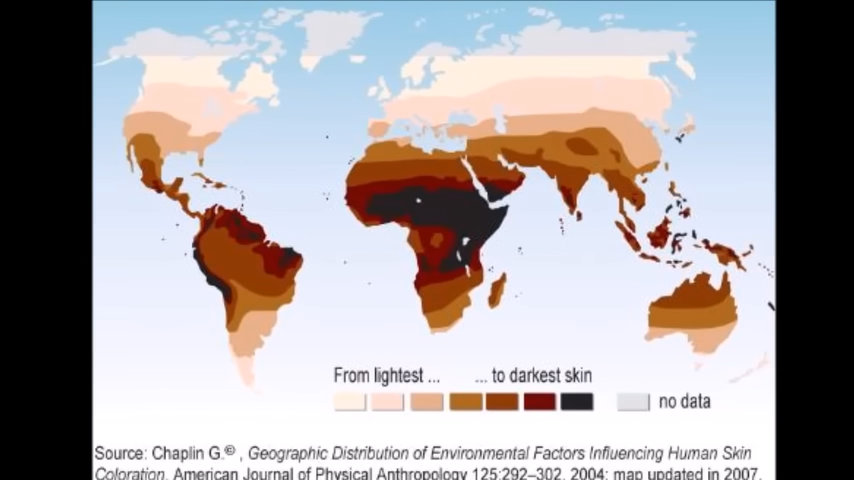 From lightest ... ... to darkest skin
no data
Source: Chaplin G.© , Geographic Distribution of Environmental Factors Influencing Human Skin
Coloration. American Journal of Physical Anthropology 125:292–302, 2004; map updated in 2007.